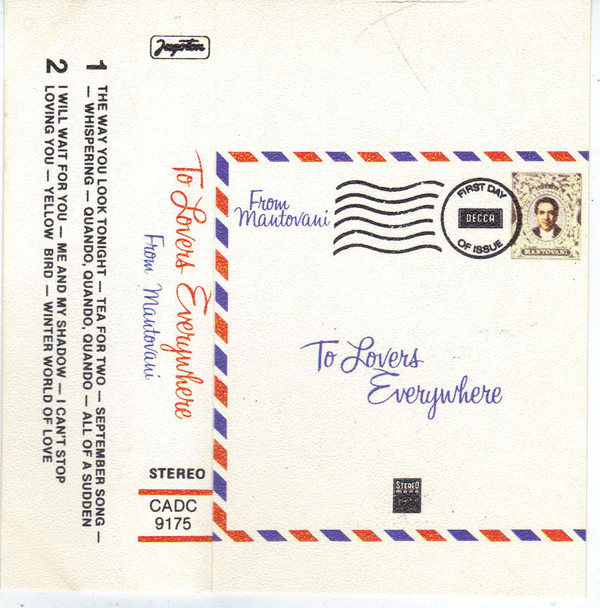 1
THE WAY YOU LOOK TONIGHT — TEA FOR TWO — SEPTEMBER SONG —
— WHISPERING — QUANDO, QUANDO, QUANDO — ALL OF A SUDDEN
2
I WILL WAIT FOR YOU — ME AND MY SHADOW — I CAN'T STOP
LOVING YOU — YELLOW BIRD — WINTER WORLD OF LOVE
Jugoton
To Lovers Everywhere
From Mantovani
STEREO
CADC
9175
From
Mantovani
FIRST DAY
DECCA
OF ISSUE
MANTOVANI
To Lovers
Everywhere
STEREO
mono